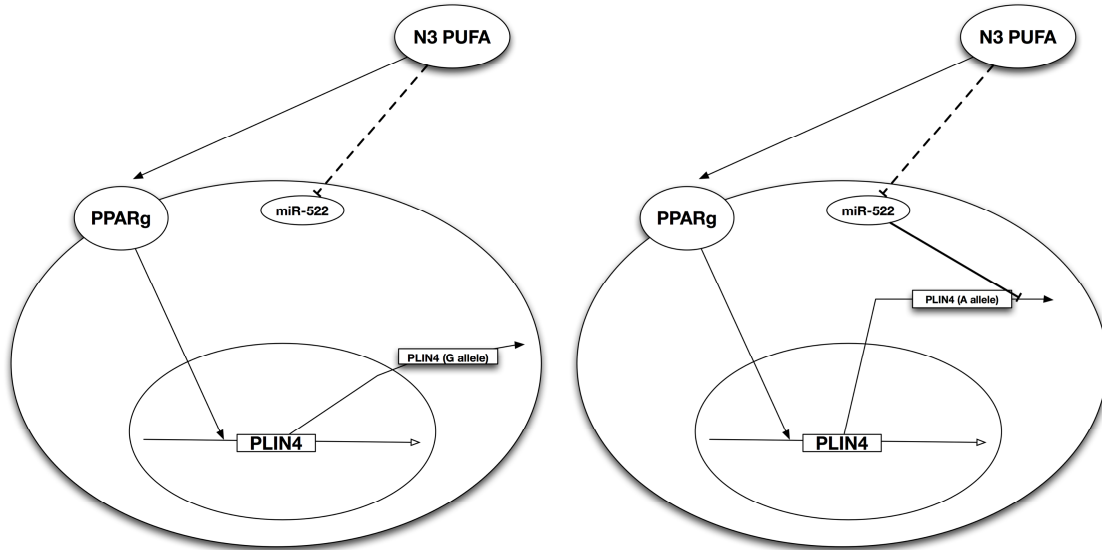 N3 PUFA
PPARg
miR-522
PLIN4 (G allele)
PLIN4
N3 PUFA
PPARg
miR-522
PLIN4 (A allele)
PLIN4